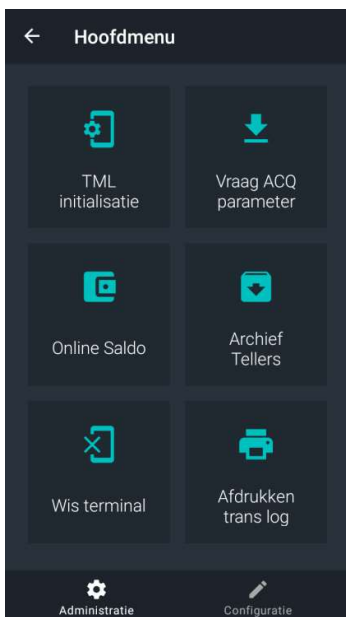 Hoofdmenu
TML
initialisatie
Vraag ACQ
parameter
Online Saldo
Archief
Tellers
Wis terminal
Afdrukken
trans log
Administratie
Configuratie